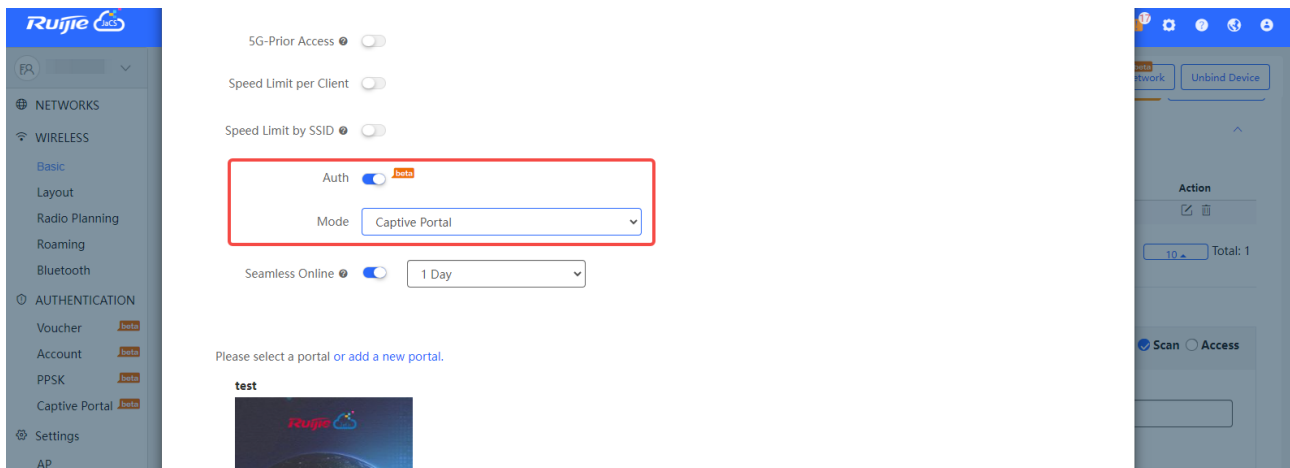 Ruijie JaCS
17
5G-Prior Access
FR
Speed Limit per Client
beta
etwork
Unbind Device
NETWORKS
WIRELESS
Speed Limit by SSID
Basic
Auth
beta
Layout
Action
Radio Planning
Mode
Captive Portal
Roaming
10
Total: 1
Bluetooth
Seamless Online
1 Day
AUTHENTICATION
Voucher beta
Account beta
Scan Access
Please select a portal or add a new portal.
PPSK beta
test
Captive Portal beta
Ruijie
Settings
AP